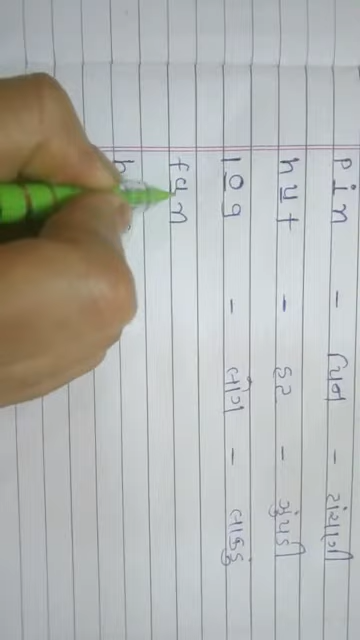 pin - પિન - ટાંચણી
hut - હટ - ઝુંપડી
log - લૉગ - લાકડું
fun
h